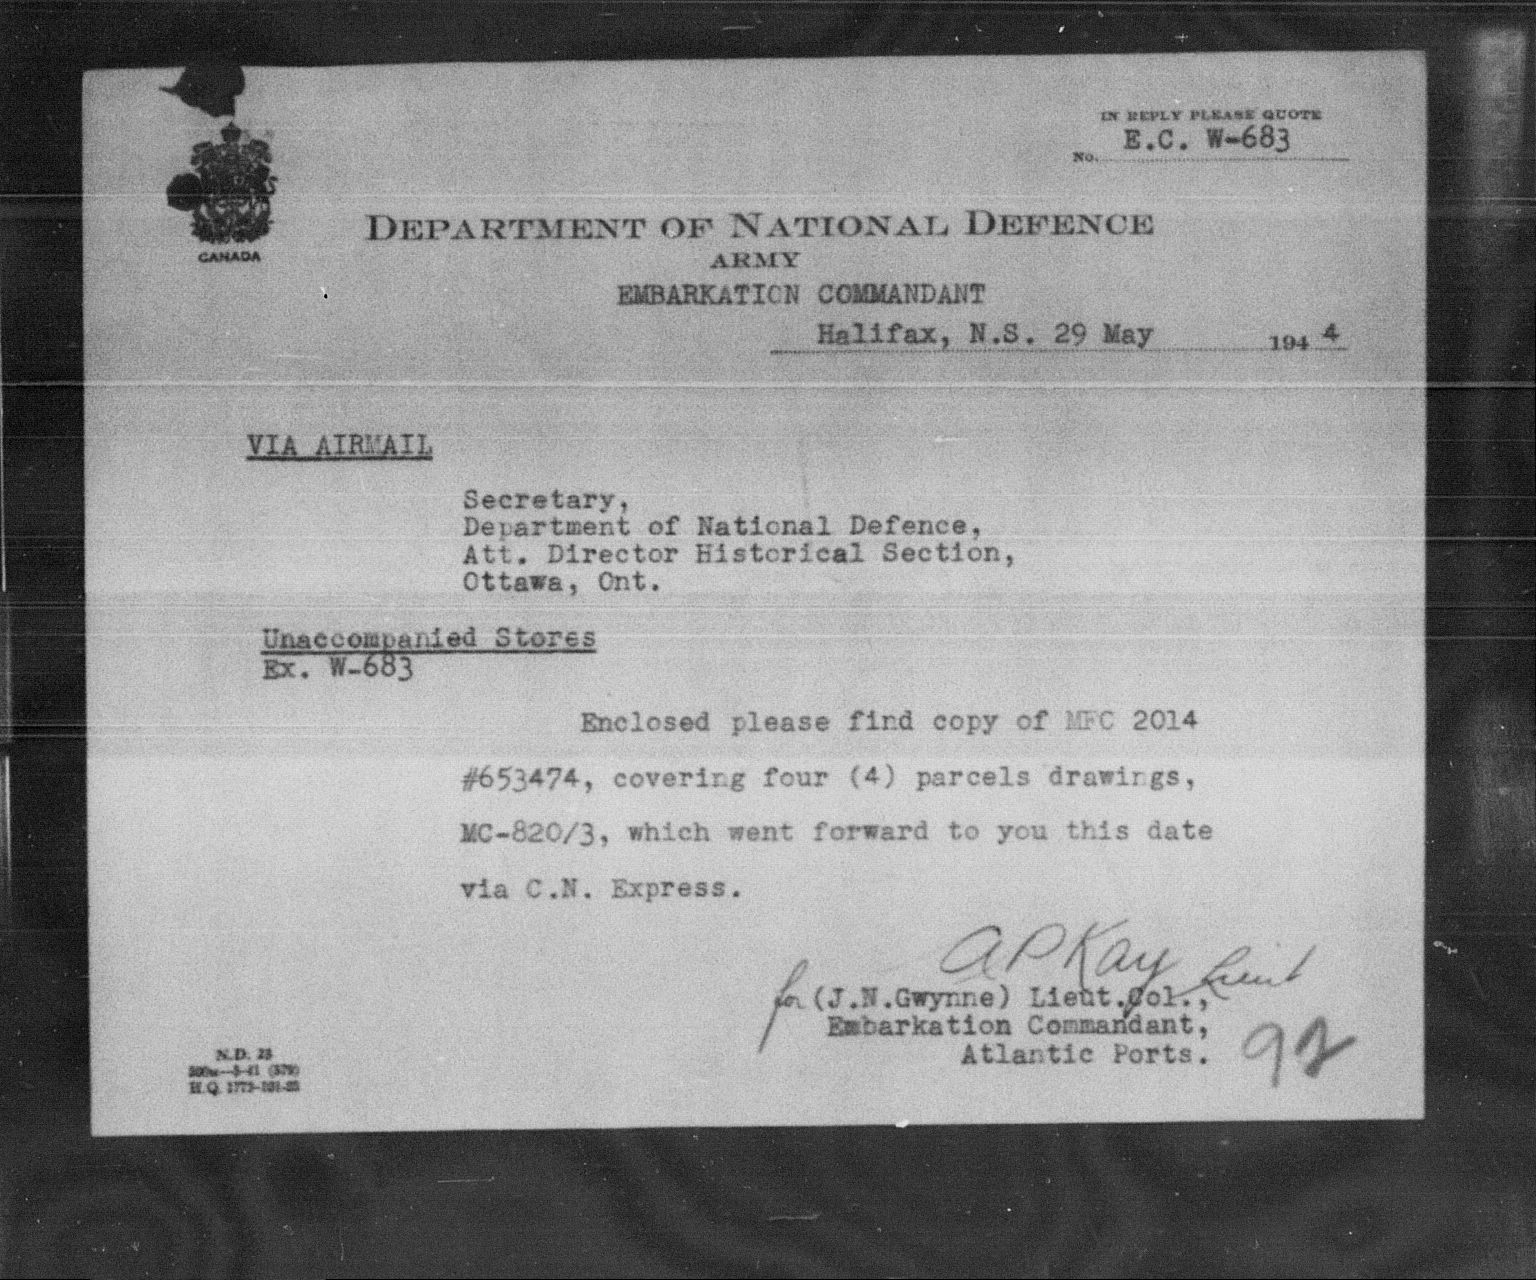 IN REPLY PLEASE QUOTE
No. E.C. W-683
CANADA
DEPARTMENT OF NATIONAL DEFENCE
ARMY
EMBARKATION COMMANDANT
Halifax, N.S. 29 May 1944
VIA AIRMAIL
Secretary,
Department of National Defence,
Att. Director Historical Section,
Ottawa, Ont.
Unaccompanied Stores
Ex. W-683
Enclosed please find copy of MFC 2014
#653474, covering four (4) parcels drawings,
MC-820/3, which went forward to you this date
via C.N. Express.
A P Kay Lieut
for (J.N.Gwynne) Lieut.Col.,
Embarkation Commandant,
Atlantic Ports.
92
N.D. 23
H.Q.